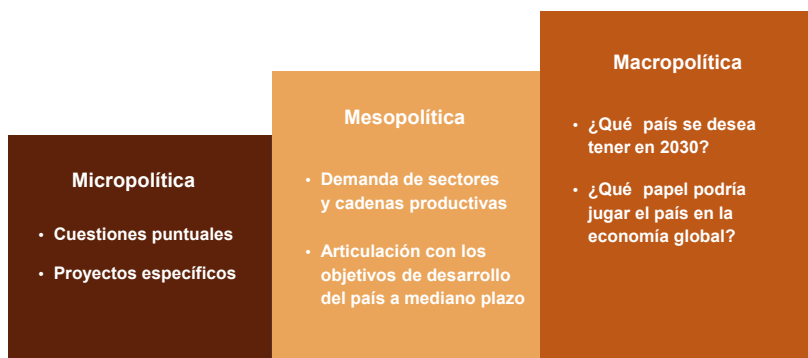 Micropolítica
• Cuestiones puntuales
• Proyectos específicos
Mesopolítica
• Demanda de sectores
y cadenas productivas
• Articulación con los
objetivos de desarrollo
del país a mediano plazo
Macropolítica
• ¿Qué país se desea
tener en 2030?
• ¿Qué papel podría
jugar el país en la
economía global?